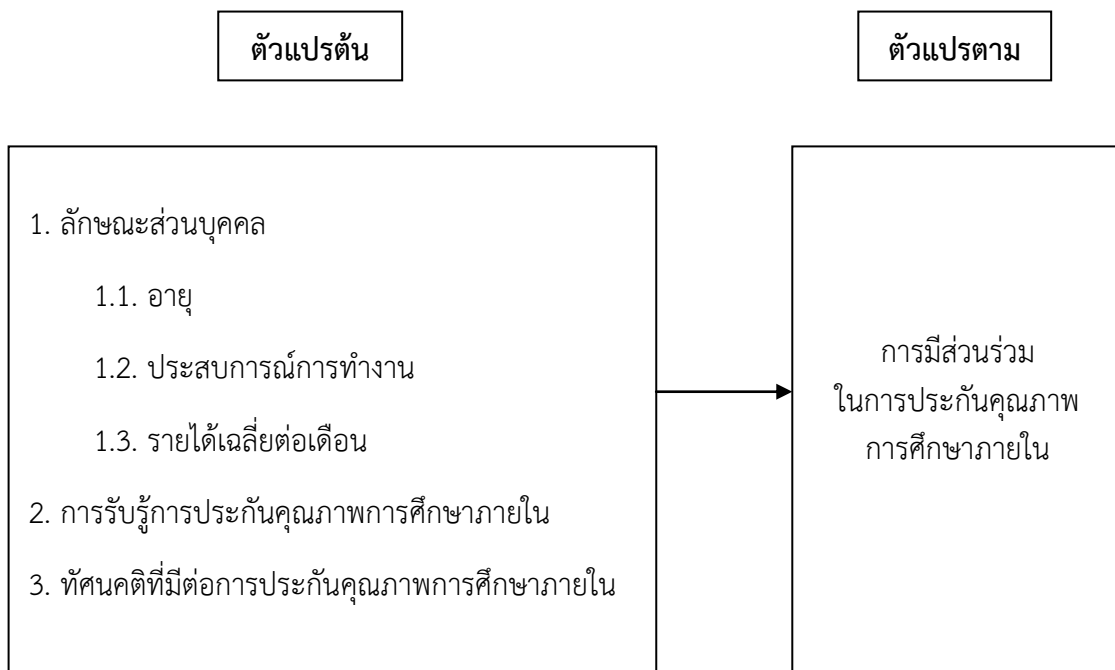 ตัวแปรต้น
ตัวแปรตาม
1. ลักษณะส่วนบุคคล
1.1. อายุ
1.2. ประสบการณ์การทำงาน
1.3. รายได้เฉลี่ยต่อเดือน
2. การรับรู้การประกันคุณภาพการศึกษาภายใน
3. ทัศนคติที่มีต่อการประกันคุณภาพการศึกษาภายใน
การมีส่วนร่วม
ในการประกันคุณภาพ
การศึกษาภายใน